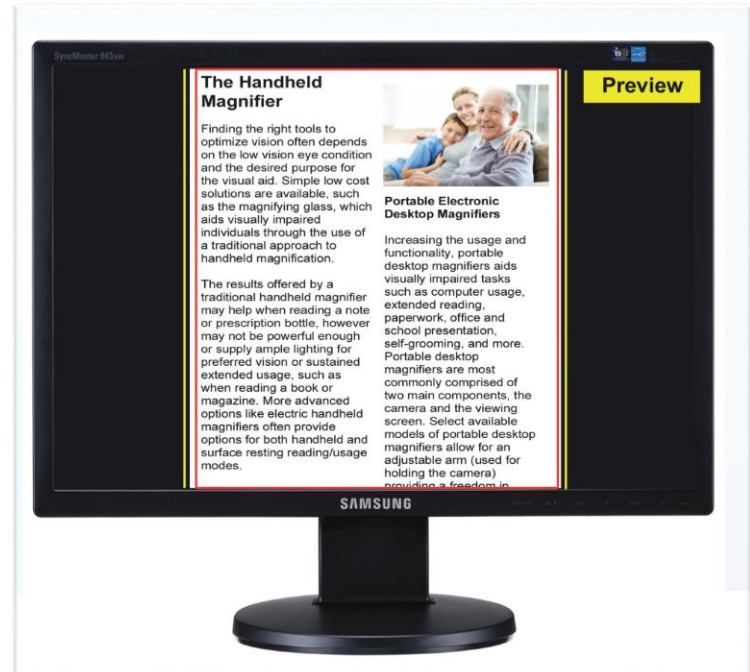 SyncMaster 943NW
Preview
The Handheld
Magnifier
Finding the right tools to
optimize vision often depends
on the low vision eye condition
and the desired purpose for
the visual aid. Simple low cost
solutions are available, such
as the magnifying glass, which
aids visually impaired
individuals through the use of
a traditional approach to
handheld magnification.
The results offered by a
traditional handheld magnifier
may help when reading a note
or prescription bottle, however
may not be powerful enough
or supply ample lighting for
preferred vision or sustained
extended usage, such as
when reading a book or
magazine. More advanced
options like electric handheld
magnifiers often provide
options for both handheld and
surface resting reading/usage
modes.
Portable Electronic
Desktop Magnifiers
Increasing the usage and
functionality, portable
desktop magnifiers aids
visually impaired tasks
such as computer usage,
extended reading,
paperwork, office and
school presentation,
self-grooming, and more.
Portable desktop
magnifiers are most
commonly comprised of
two main components, the
camera and the viewing
screen. Select available
models of portable desktop
magnifiers allow for an
adjustable arm (used for
holding the camera)
providing a freedom in
SAMSUNG